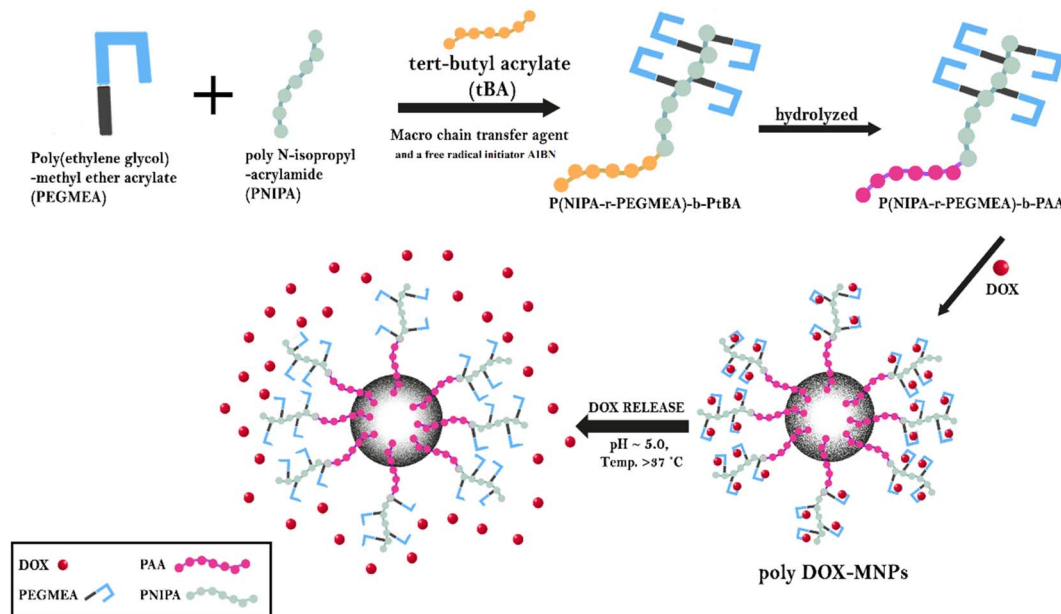 Poly(ethylene glycol)
-methyl ether acrylate
(PEGMEA)
poly N-isopropyl
-acrylamide
(PNIPA)
tert-butyl acrylate
(tBA)
Macro chain transfer agent
and a free radical initiator AIBN
P(NIPA-r-PEGMEA)-b-PtBA
hydrolyzed
P(NIPA-r-PEGMEA)-b-PAA
DOX
DOX RELEASE
pH ~ 5.0,
Temp. >37 °C
poly DOX-MNPs
DOX
PAA
PEGMEA
PNIPA